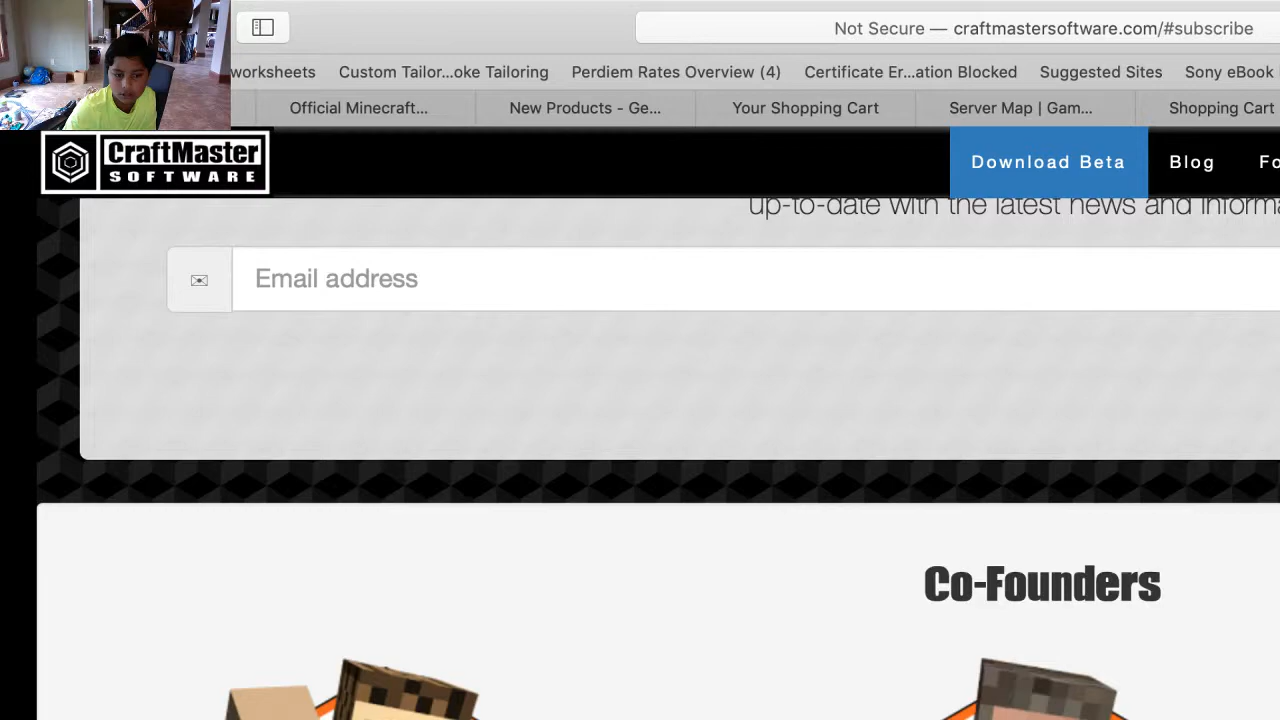 Not Secure — craftmastersoftware.com/#subscribe
worksheets Custom Tailor...oke Tailoring Perdiem Rates Overview (4) Certificate Er...ation Blocked Suggested Sites Sony eBook
Official Minecraft... New Products - Ge... Your Shopping Cart Server Map | Gam... Shopping Cart
CraftMaster
SOFTWARE
Download Beta Blog Fo
up-to-date with the latest news and informa
Email address
Co-Founders